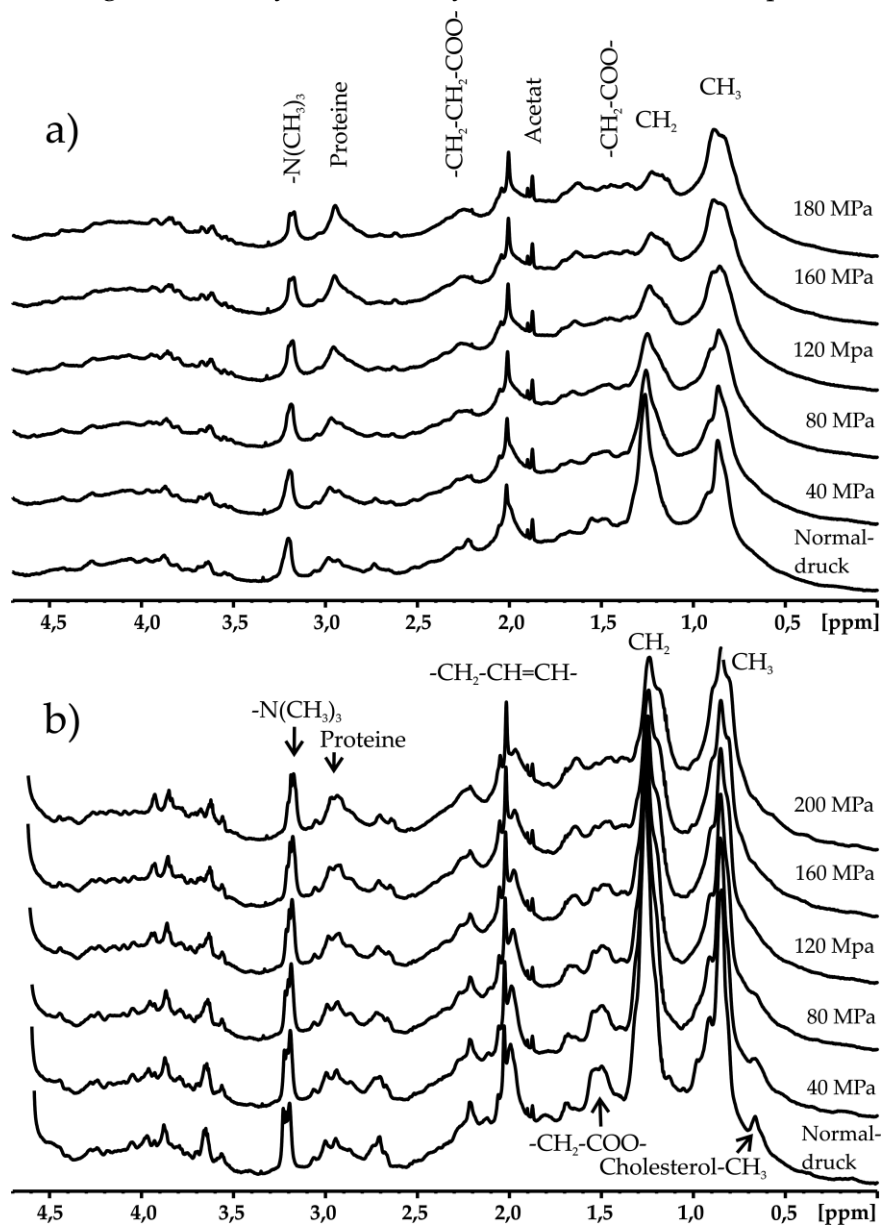 a)
-N(CH₃)₃
Proteine
-CH₂-CH₂-COO-
Acetat
-CH₂-COO-
CH₂
CH₃
180 MPa
160 MPa
120 Mpa
80 MPa
40 MPa
Normal-
druck
4,5 4,0 3,5 3,0 2,5 2,0 1,5 1,0 0,5 [ppm]
b)
-N(CH₃)₃
Proteine
-CH₂-CH=CH-
CH₂
CH₃
200 MPa
160 MPa
120 Mpa
80 MPa
40 MPa
Normal-
druck
-CH₂-COO-
Cholesterol-CH₃
4,5 4,0 3,5 3,0 2,5 2,0 1,5 1,0 0,5 [ppm]